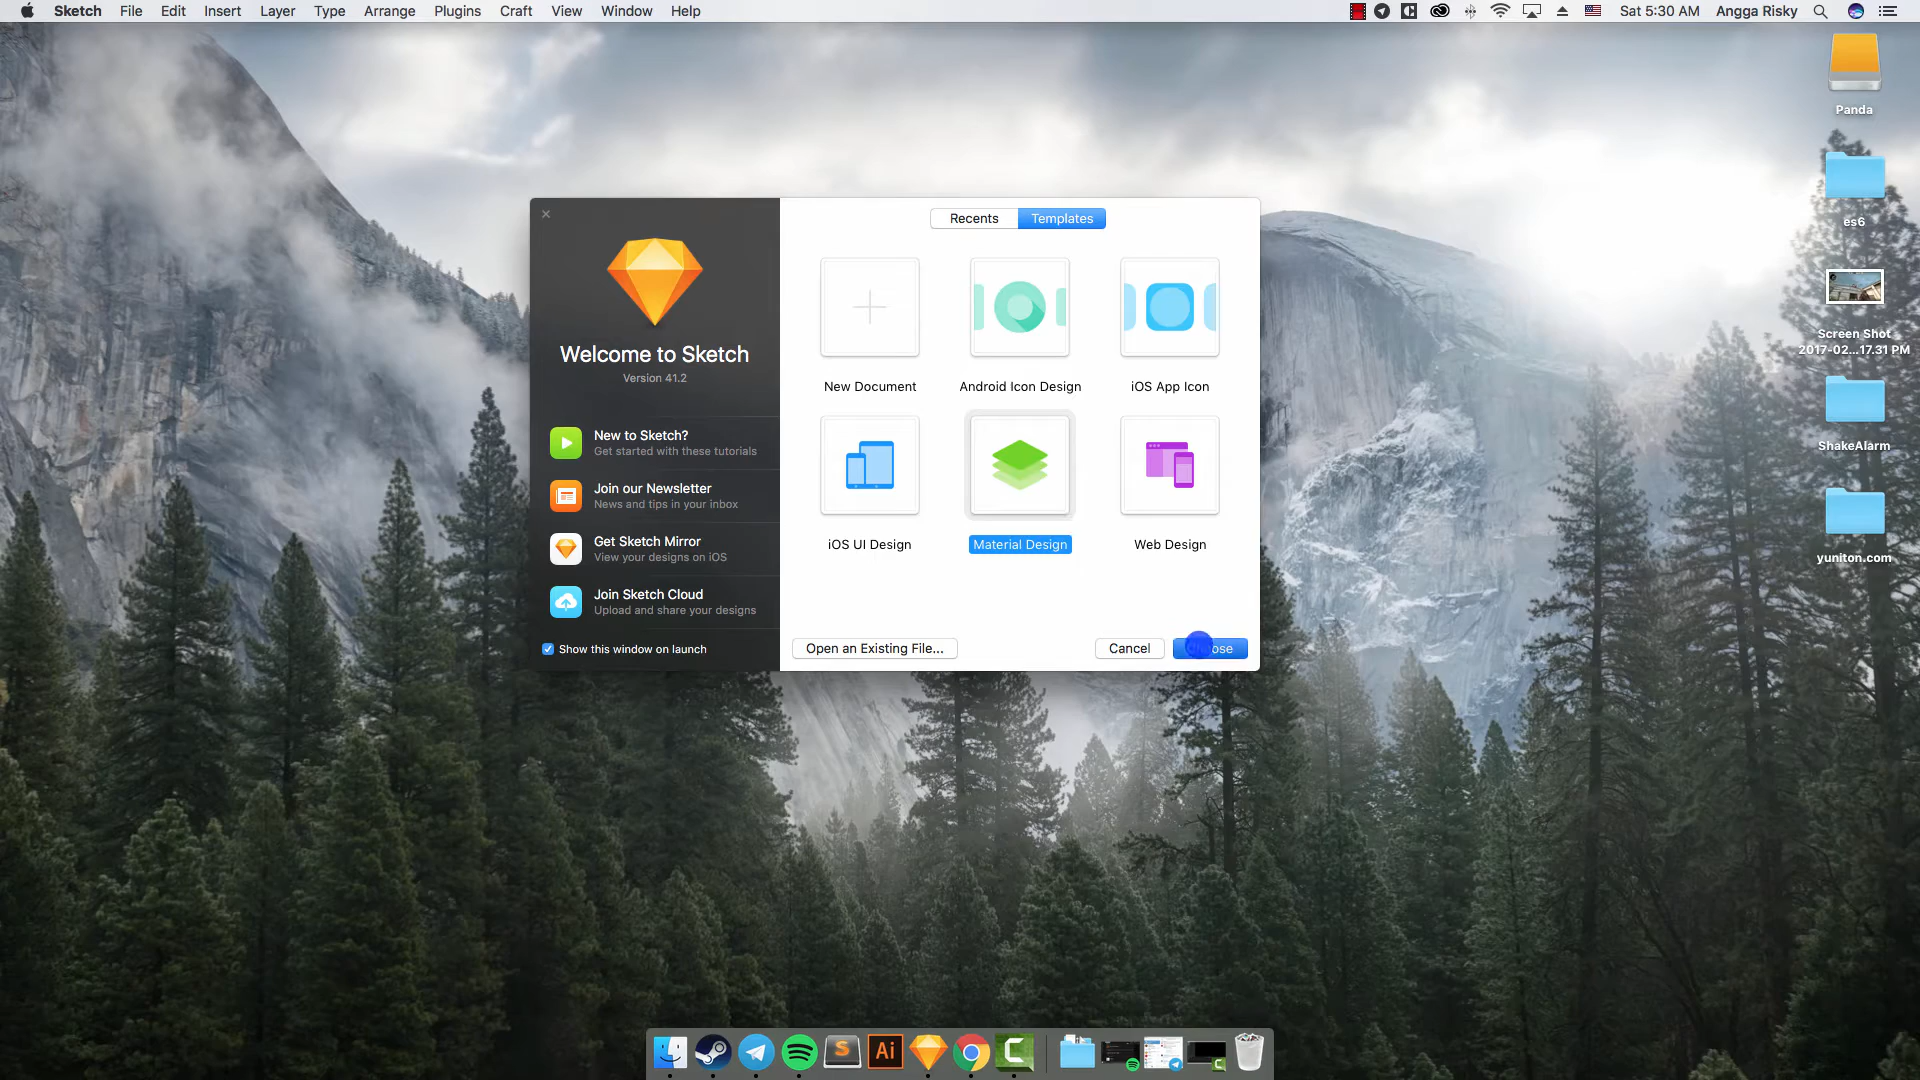 Sketch File Edit Insert Layer Type Arrange Plugins Craft View Window Help
Sat 5:30 AM Angga Risky
Panda
es6
Screen Shot
2017-02...17.31 PM
ShakeAlarm
yuniton.com
Welcome to Sketch
Version 41.2
New to Sketch?
Get started with these tutorials
Join our Newsletter
News and tips in your inbox
Get Sketch Mirror
View your designs on iOS
Join Sketch Cloud
Upload and share your designs
Show this window on launch
Recents Templates
New Document Android Icon Design iOS App Icon
iOS UI Design Material Design Web Design
Open an Existing File... Cancel
S Ai C